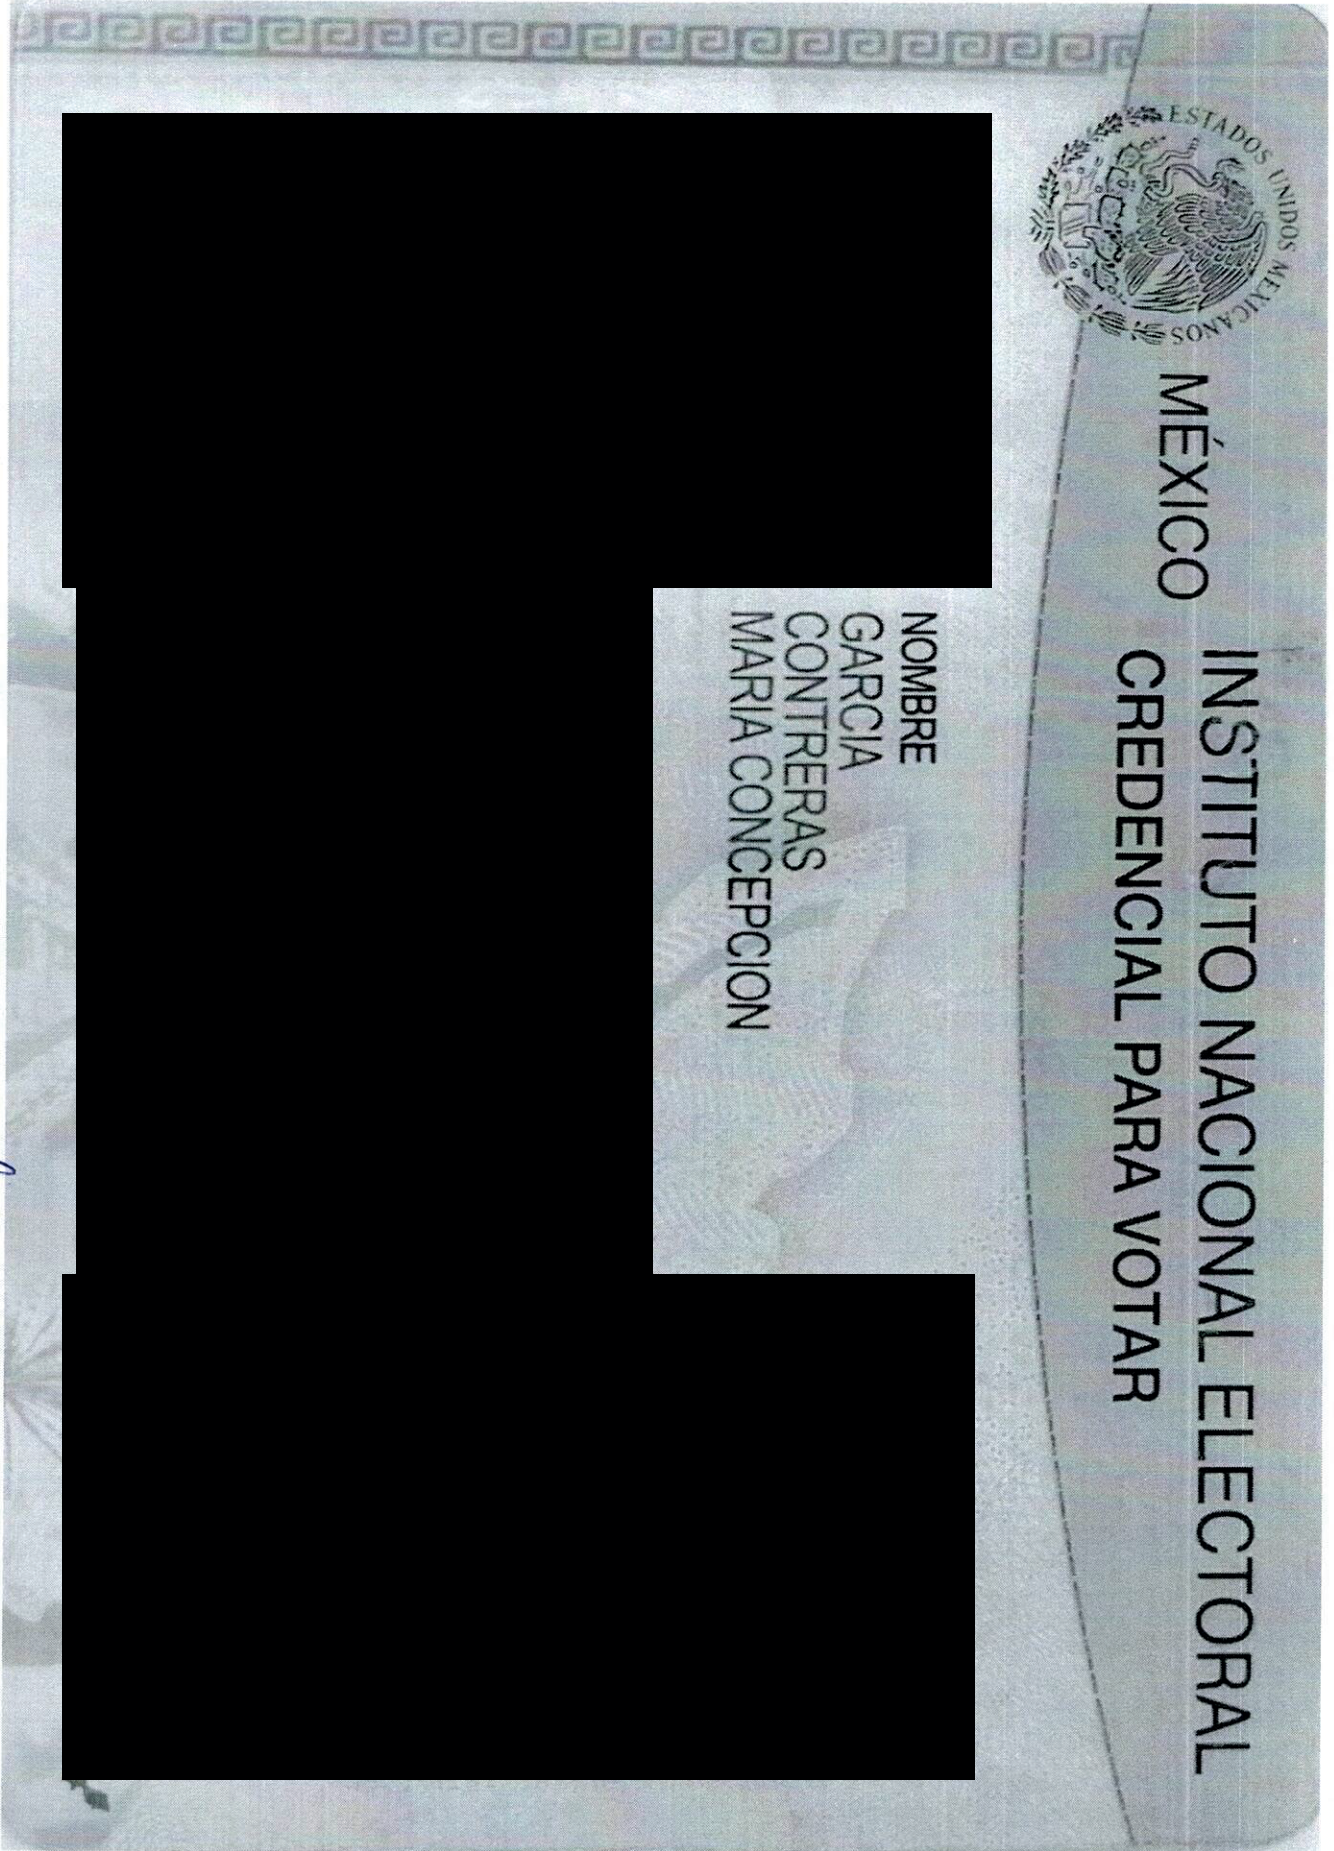 ESTADOS UNIDOS MEXICANOS
MÉXICO
INSTITUTO NACIONAL ELECTORAL
CREDENCIAL PARA VOTAR
NOMBRE
GARCIA
CONTRERAS
MARIA CONCEPCION